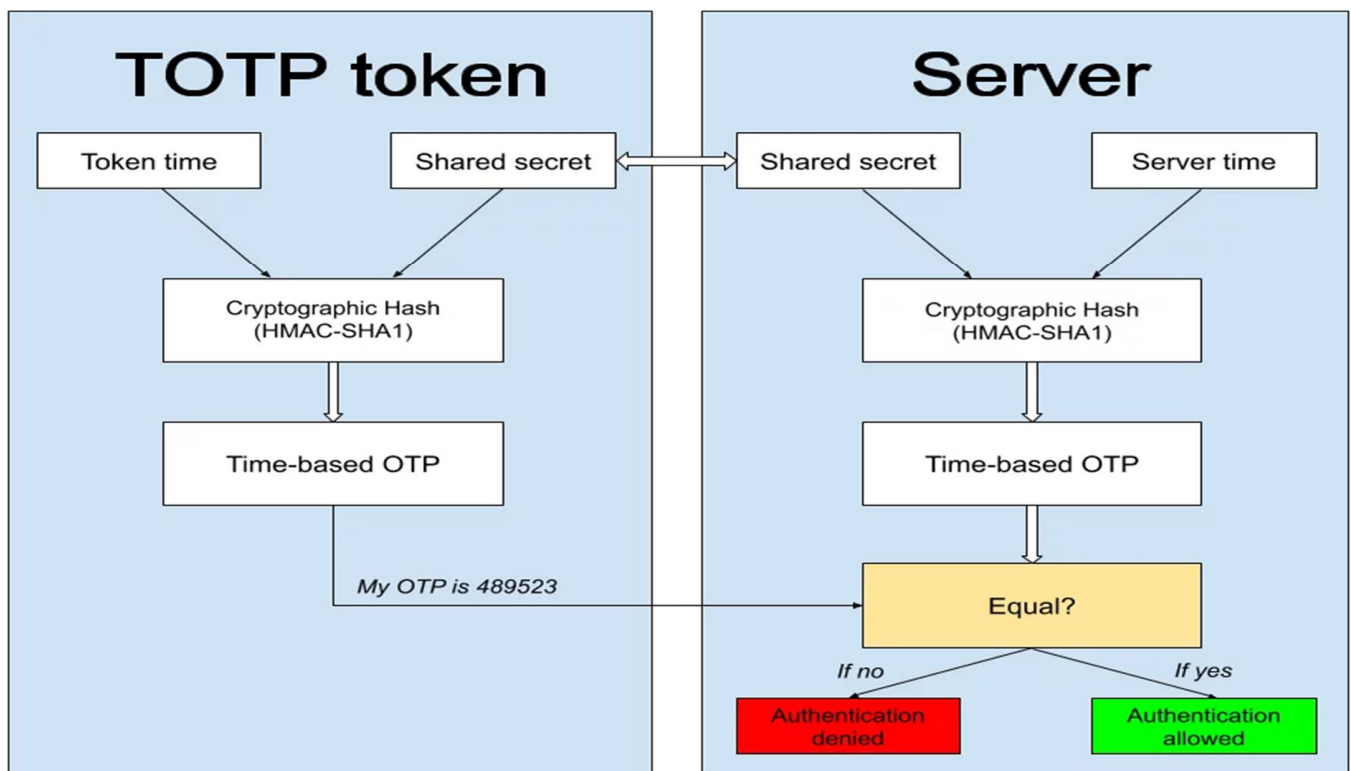 TOTP token
Server
Token time
Shared secret
Shared secret
Server time
Cryptographic Hash
(HMAC-SHA1)
Cryptographic Hash
(HMAC-SHA1)
Time-based OTP
Time-based OTP
My OTP is 489523
Equal?
If no
If yes
Authentication
denied
Authentication
allowed